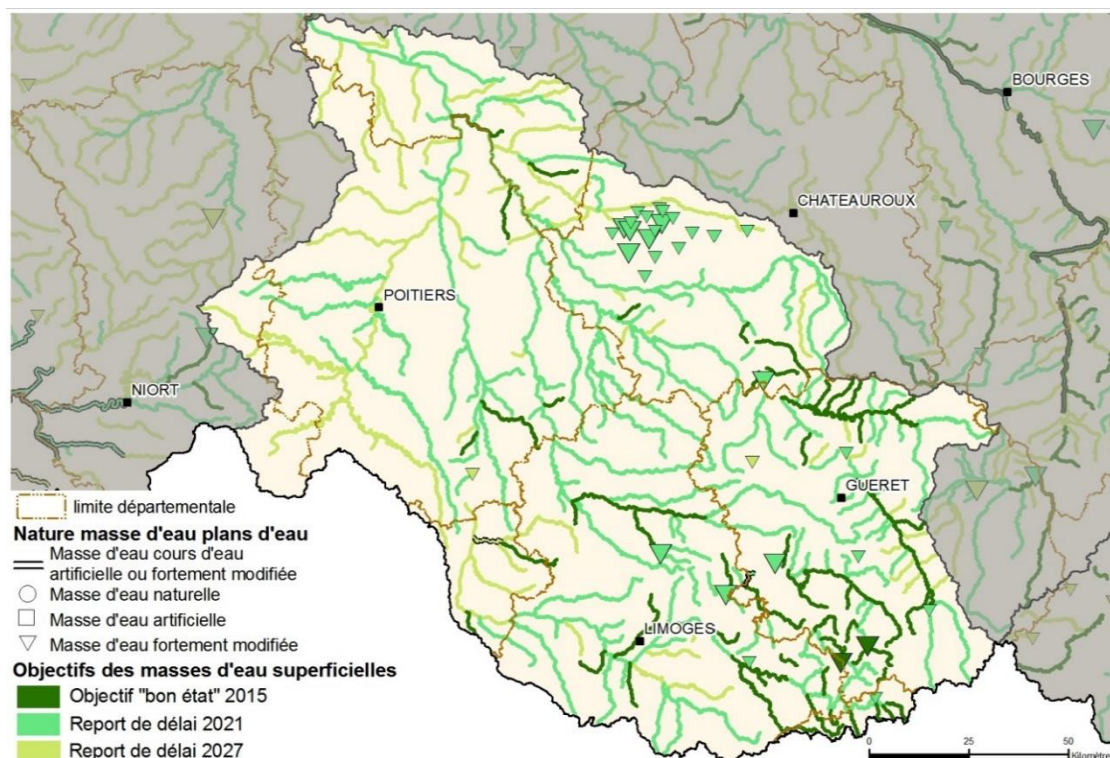 BOURGES
CHATEAUROUX
POITIERS
NIORT
GUERET
LIMOGES
limite départementale
Nature masse d'eau plans d'eau
Masse d'eau cours d'eau
artificielle ou fortement modifiée
Masse d'eau naturelle
Masse d'eau artificielle
Masse d'eau fortement modifiée
Objectifs des masses d'eau superficielles
Objectif "bon état" 2015
Report de délai 2021
Report de délai 2027
0 25 50
Kilomètre